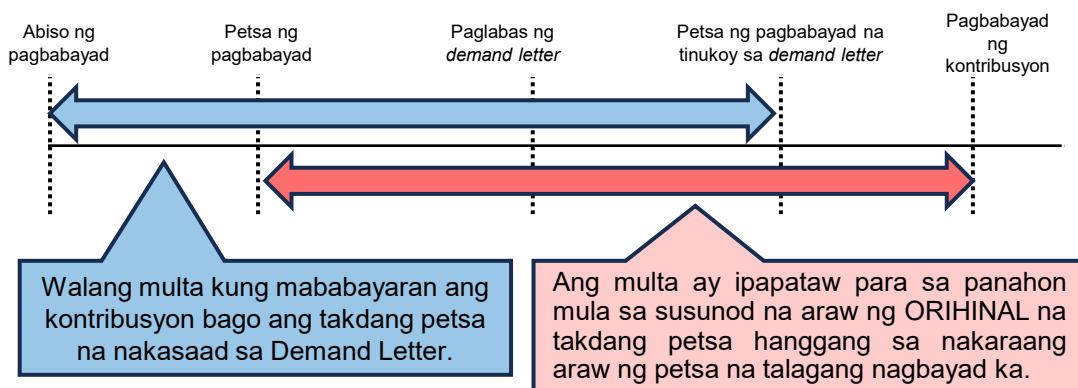 Abiso ng
pagbabayad
Petsa ng
pagbabayad
Paglabas ng
demand letter
Petsa ng pagbabayad na
tinukoy sa demand letter
Pagbabayad
ng
kontribusyon
Walang multa kung mababayaran ang
kontribusyon bago ang takdang petsa
na nakasaad sa Demand Letter.
Ang multa ay ipapataw para sa panahon
mula sa susunod na araw ng ORIHINAL na
takdang petsa hanggang sa nakaraang
araw ng petsa na talagang nagbayad ka.